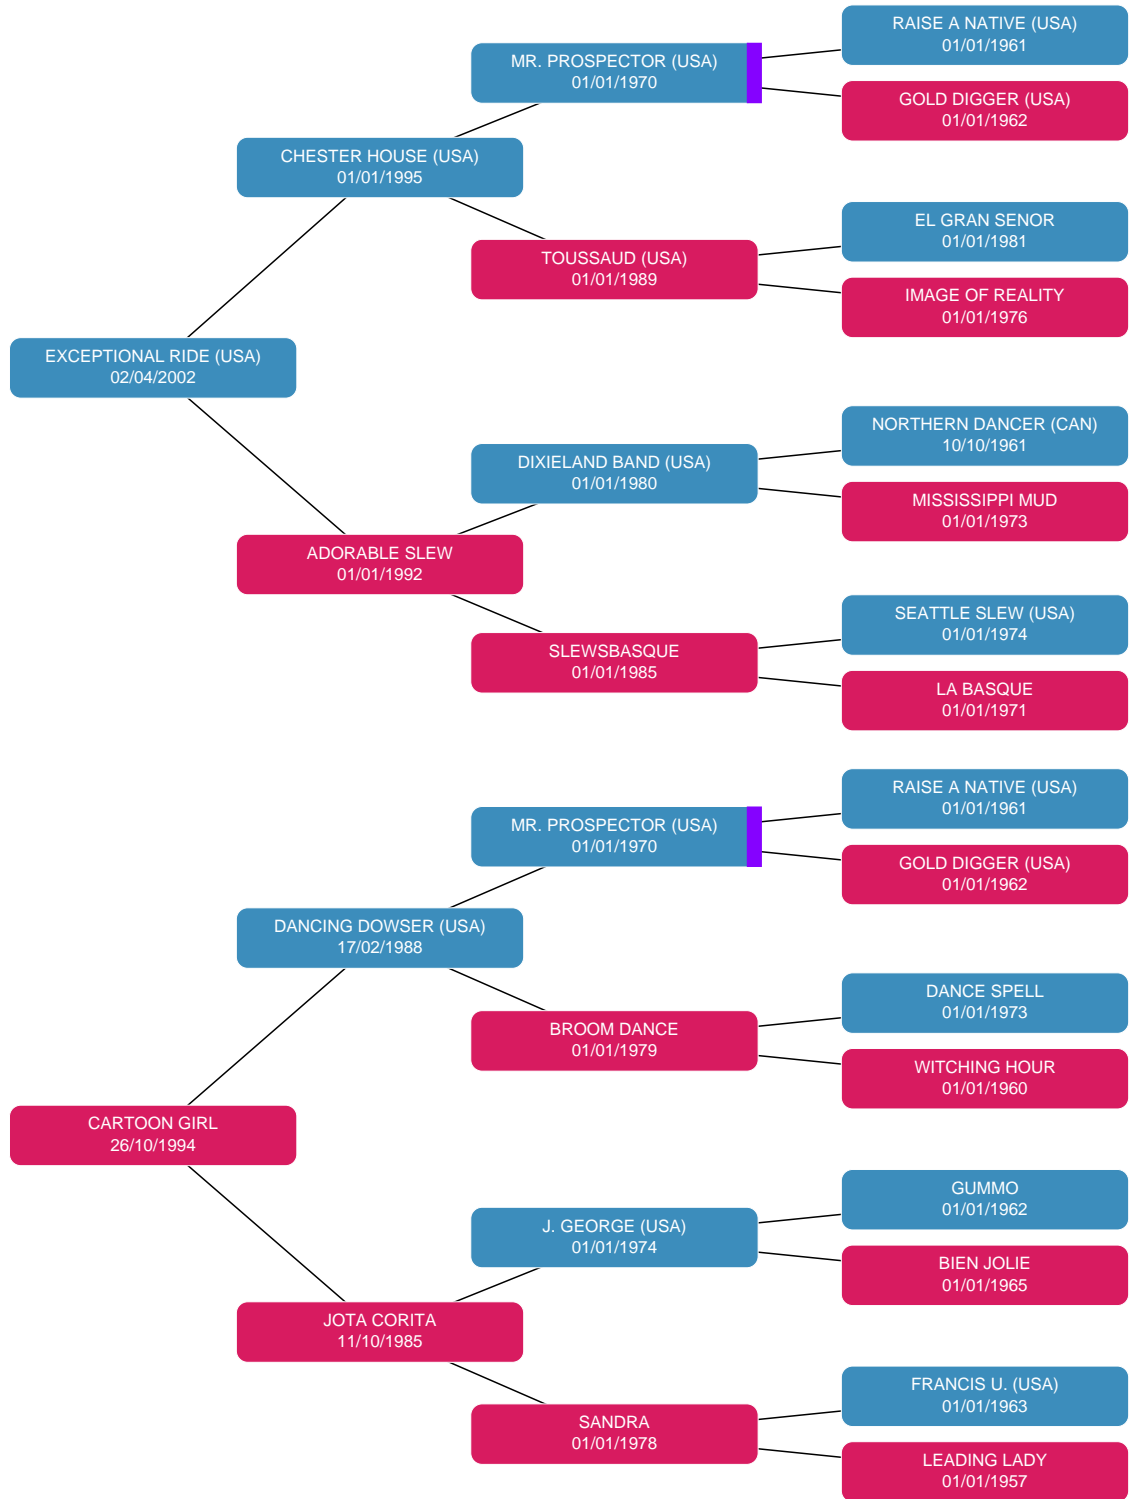 RAISE A NATIVE (USA)
01/01/1961
MR. PROSPECTOR (USA)
01/01/1970
GOLD DIGGER (USA)
01/01/1962
CHESTER HOUSE (USA)
01/01/1995
EL GRAN SENOR
01/01/1981
TOUSSAUD (USA)
01/01/1989
IMAGE OF REALITY
01/01/1976
EXCEPTIONAL RIDE (USA)
02/04/2002
NORTHERN DANCER (CAN)
10/10/1961
DIXIELAND BAND (USA)
01/01/1980
MISSISSIPPI MUD
01/01/1973
ADORABLE SLEW
01/01/1992
SEATTLE SLEW (USA)
01/01/1974
SLEWSBASQUE
01/01/1985
LA BASQUE
01/01/1971
RAISE A NATIVE (USA)
01/01/1961
MR. PROSPECTOR (USA)
01/01/1970
GOLD DIGGER (USA)
01/01/1962
DANCING DOWSER (USA)
17/02/1988
DANCE SPELL
01/01/1973
BROOM DANCE
01/01/1979
WITCHING HOUR
01/01/1960
CARTOON GIRL
26/10/1994
GUMMO
01/01/1962
J. GEORGE (USA)
01/01/1974
BIEN JOLIE
01/01/1965
JOTA CORITA
11/10/1985
FRANCIS U. (USA)
01/01/1963
SANDRA
01/01/1978
LEADING LADY
01/01/1957